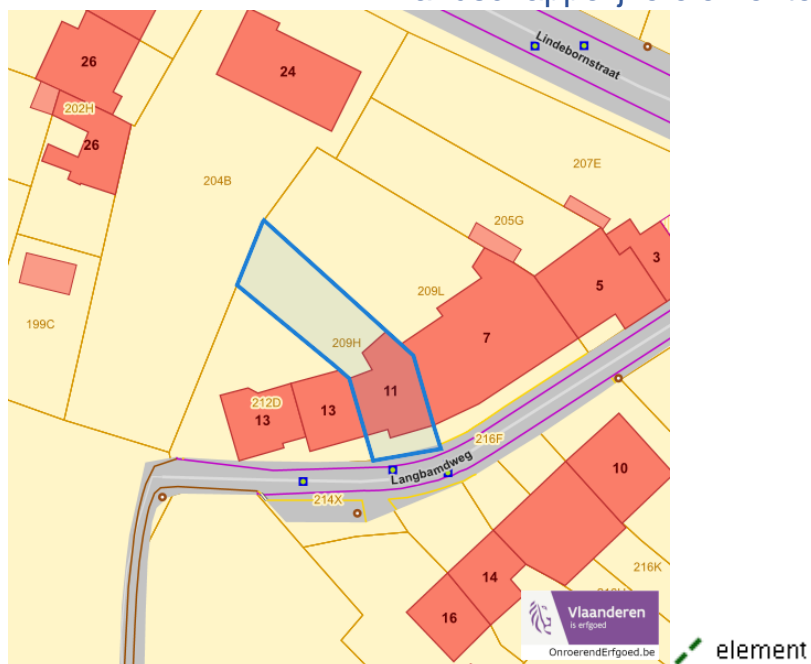 26
24
Lindebornstraat
202H
26
207E
204B
205G
3
5
209L
199C
7
209H
11
212D
13
13
216F
10
Langbamdweg
214X
216K
14
16
Vlaanderen
is erfgoed
OnroerendErfgoed.be
element